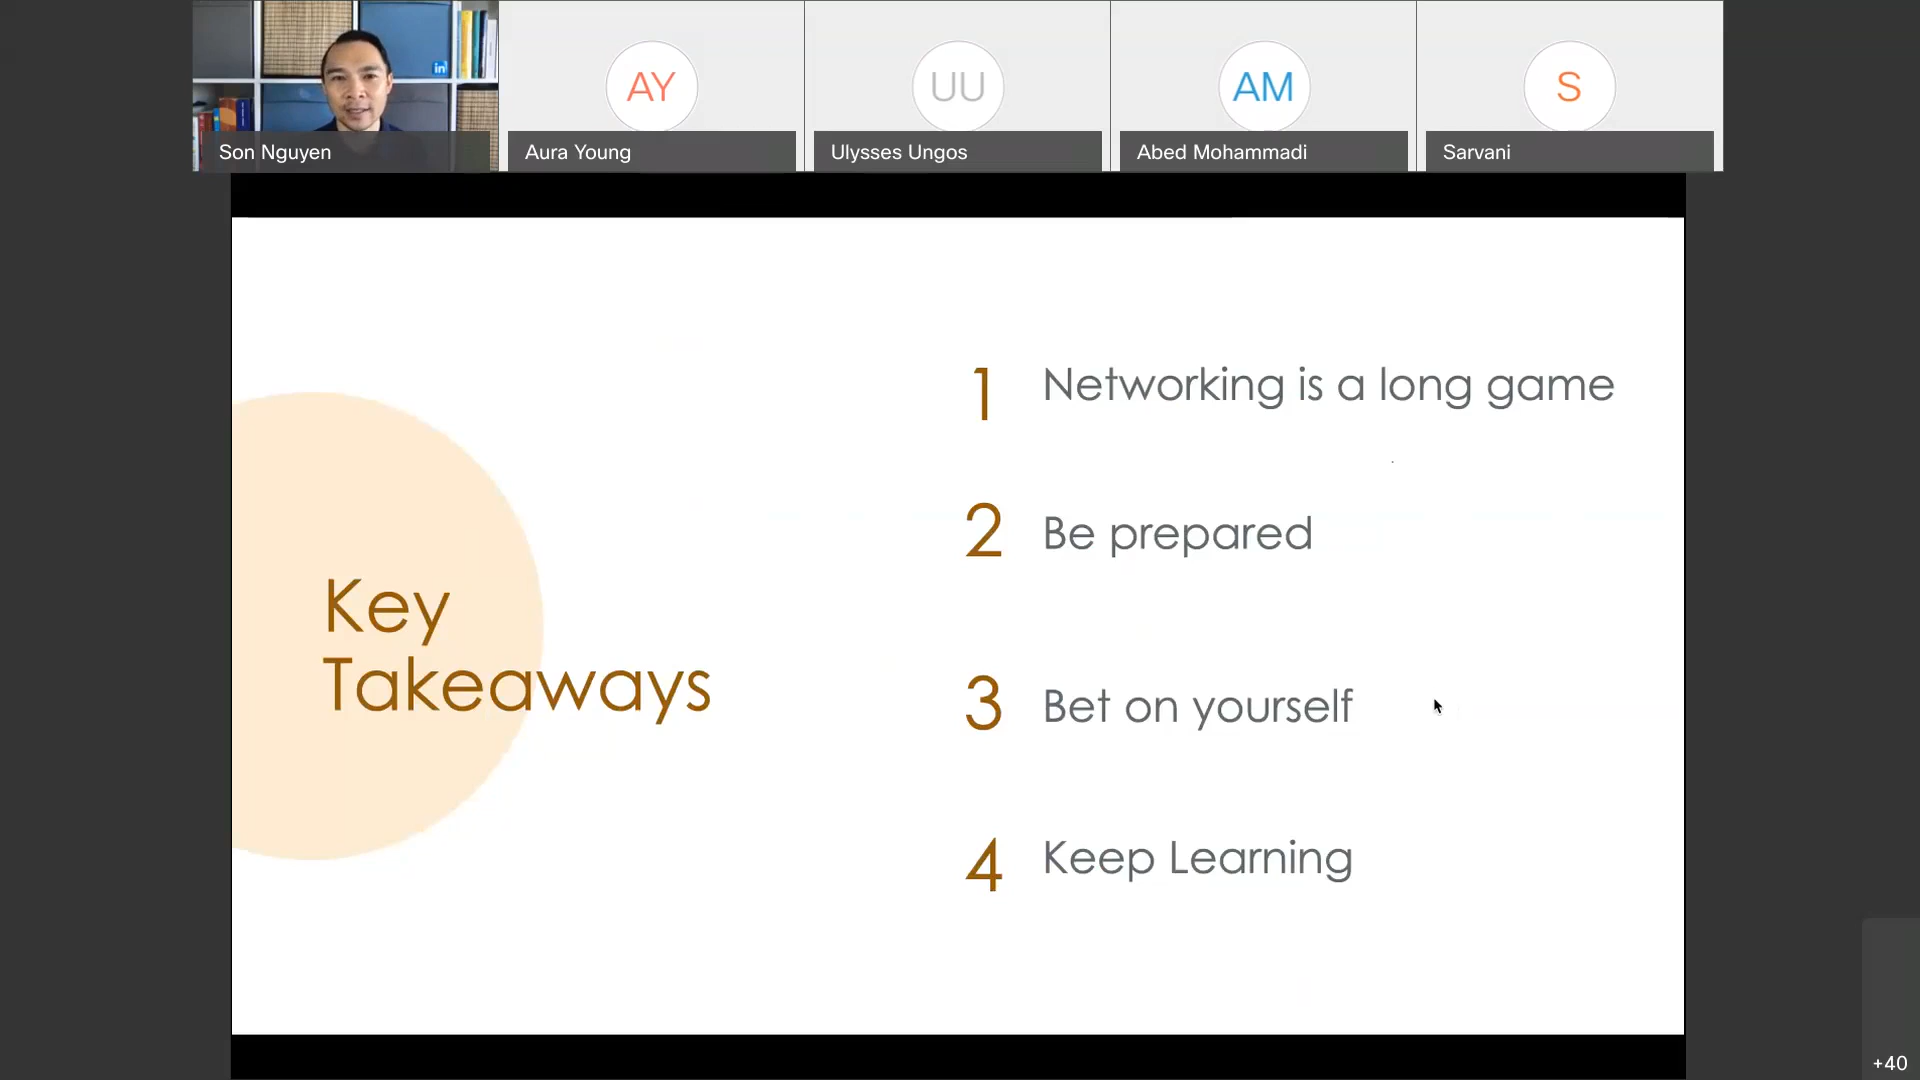 in
Son Nguyen
AY
Aura Young
UU
Ulysses Ungos
AM
Abed Mohammadi
S
Sarvani
Key
Takeaways
1 Networking is a long game
2 Be prepared
3 Bet on yourself
4 Keep Learning
+40